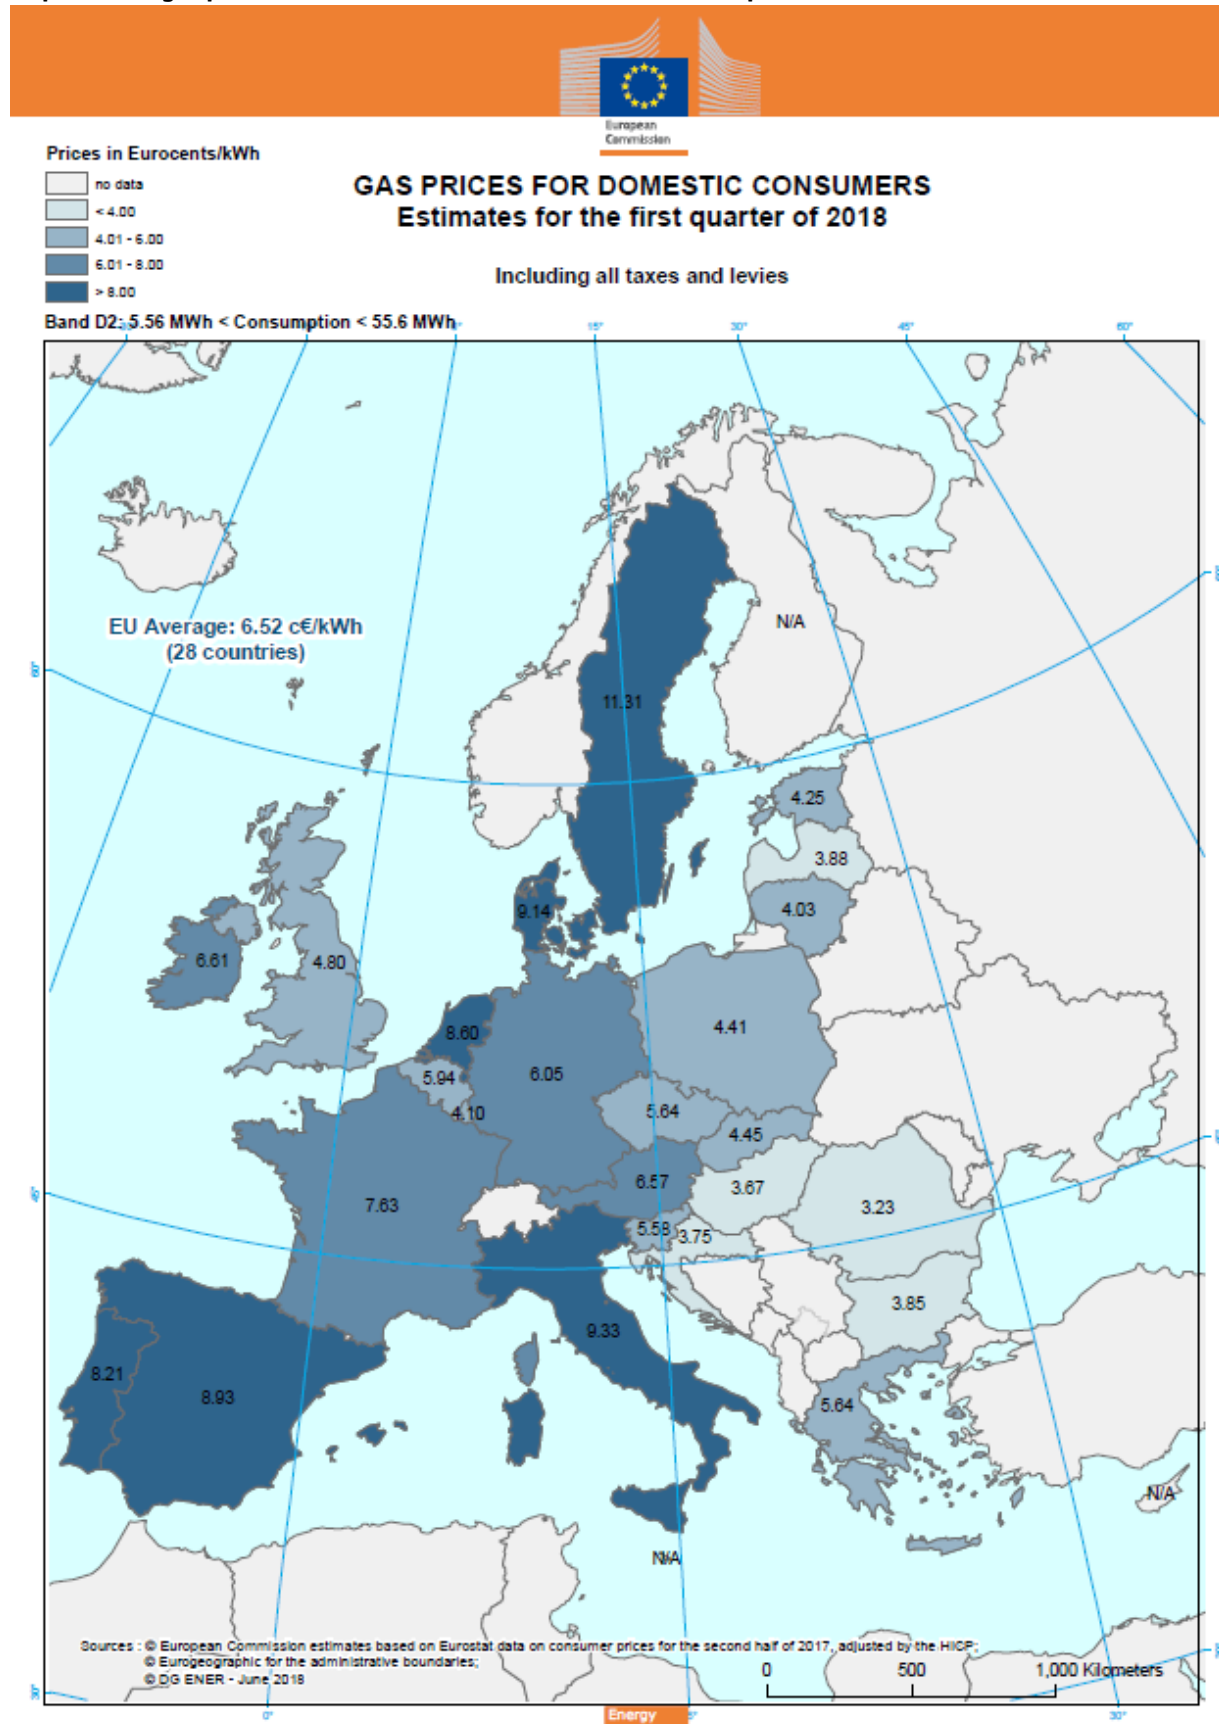 European
Commission
Prices in Eurocents/kWh
no data
< 4.00
4.01 - 6.00
6.01 - 8.00
> 8.00
GAS PRICES FOR DOMESTIC CONSUMERS
Estimates for the first quarter of 2018
Including all taxes and levies
Band D2: 5.56 MWh < Consumption < 55.6 MWh
15°
30°
45°
60°
EU Average: 6.52 c€/kWh
(28 countries)
N/A
11.31
4.25
3.88
4.03
9.14
6.61
4.80
8.60
4.41
5.94
6.05
4.10
5.64
4.45
6.57
3.67
7.63
5.58
3.75
3.23
3.85
9.33
8.21
8.93
5.64
N/A
N/A
Sources : © European Commission estimates based on Eurostat data on consumer prices for the second half of 2017, adjusted by the HICP;
© Eurogeographic for the administrative boundaries;
© DG ENER - June 2018
0 500 1,000 Kilometers
0°
30°
Energy